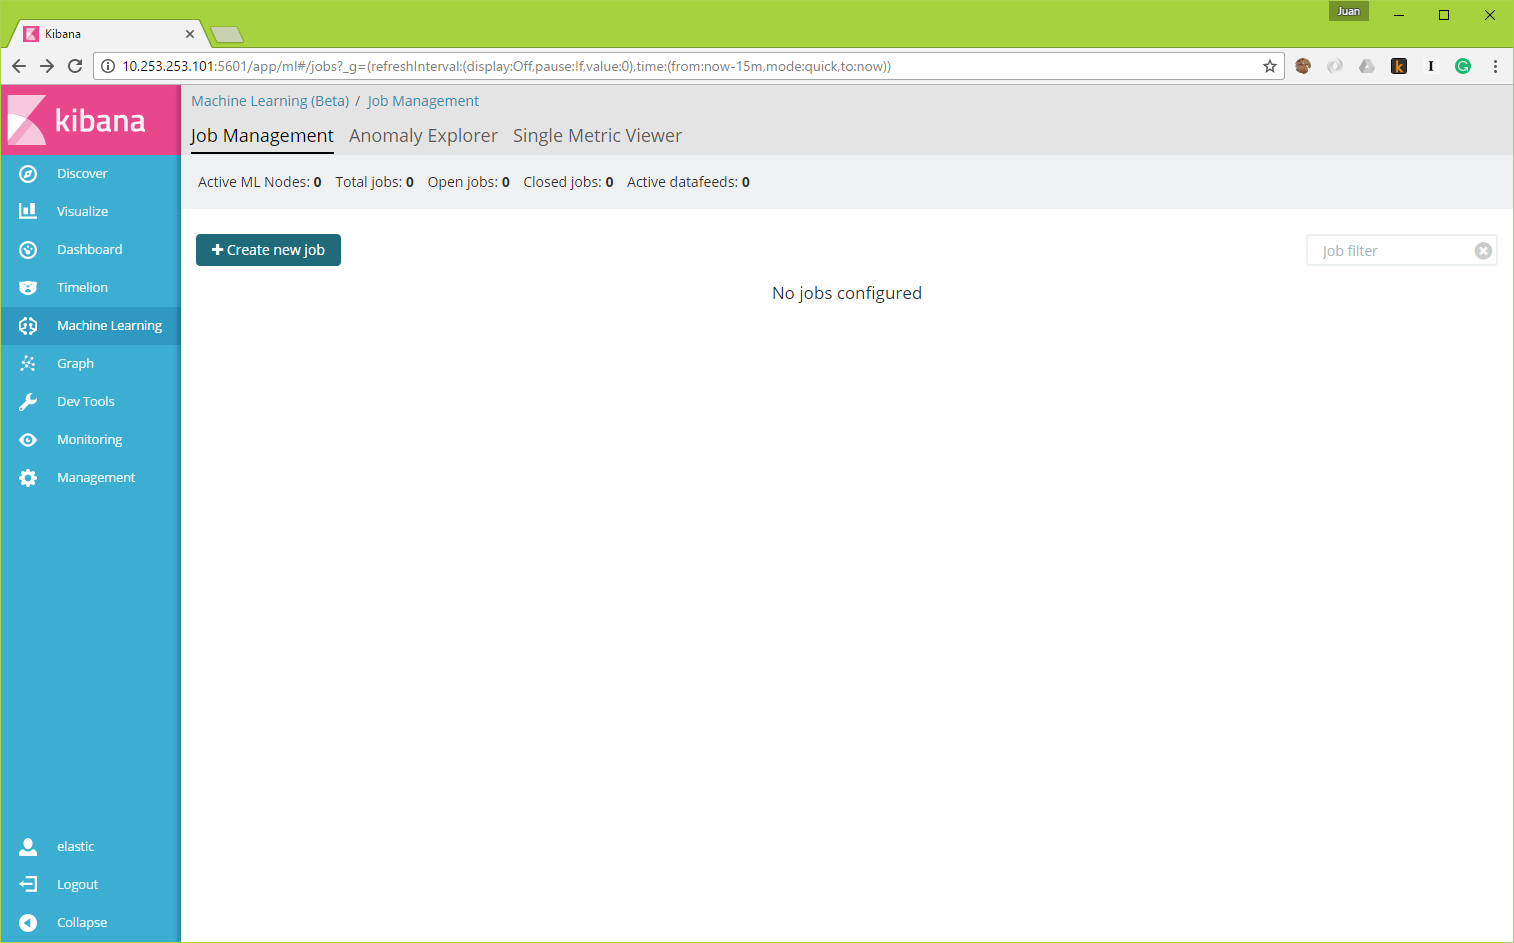 Juan
Kibana
10.253.253.101:5601/app/ml#/jobs?_g=(refreshInterval:(display:Off,pause:!f,value:0),time:(from:now-15m,mode:quick,to:now))
k I G
kibana
Machine Learning (Beta) / Job Management
Job Management Anomaly Explorer Single Metric Viewer
Active ML Nodes: 0 Total jobs: 0 Open jobs: 0 Closed jobs: 0 Active datafeeds: 0
Create new job
Job filter
No jobs configured
Discover
Visualize
Dashboard
Timelion
Machine Learning
Graph
Dev Tools
Monitoring
Management
elastic
Logout
Collapse